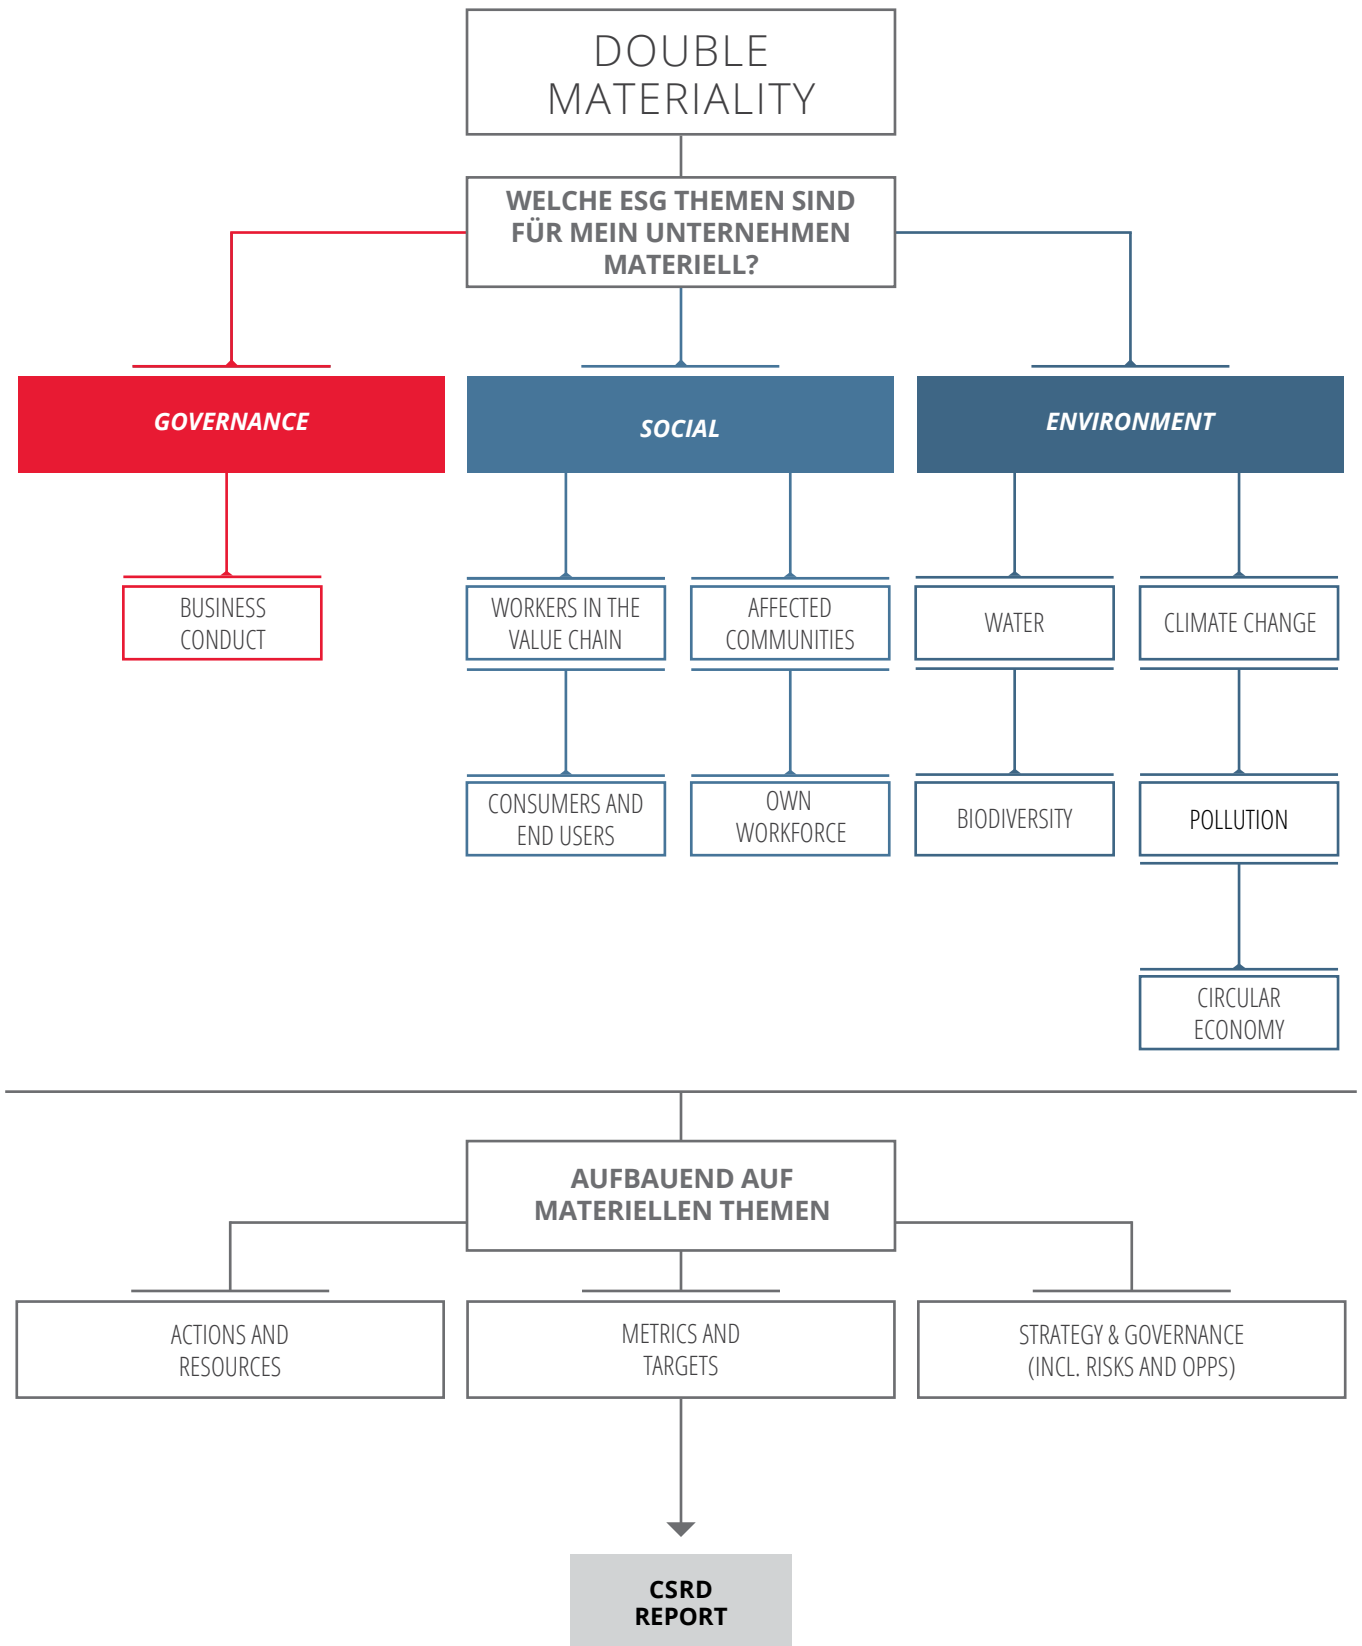 DOUBLE
MATERIALITY
WELCHE ESG THEMEN SIND
FÜR MEIN UNTERNEHMEN
MATERIELL?
GOVERNANCE
SOCIAL
ENVIRONMENT
BUSINESS
CONDUCT
WORKERS IN THE
VALUE CHAIN
AFFECTED
COMMUNITIES
WATER
CLIMATE CHANGE
CONSUMERS AND
END USERS
OWN
WORKFORCE
BIODIVERSITY
POLLUTION
CIRCULAR
ECONOMY
AUFBAUEND AUF
MATERIELLEN THEMEN
ACTIONS AND
RESOURCES
METRICS AND
TARGETS
STRATEGY & GOVERNANCE
(INCL. RISKS AND OPPS)
CSRD
REPORT